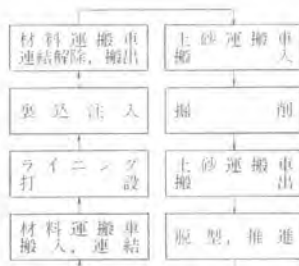 材料運搬車
連結解除，搬出
土砂運搬車
搬入
裏込注入
掘削
ライニング
打設
土砂運搬車
搬出
材料運搬車
搬入，連結
脱型，推進